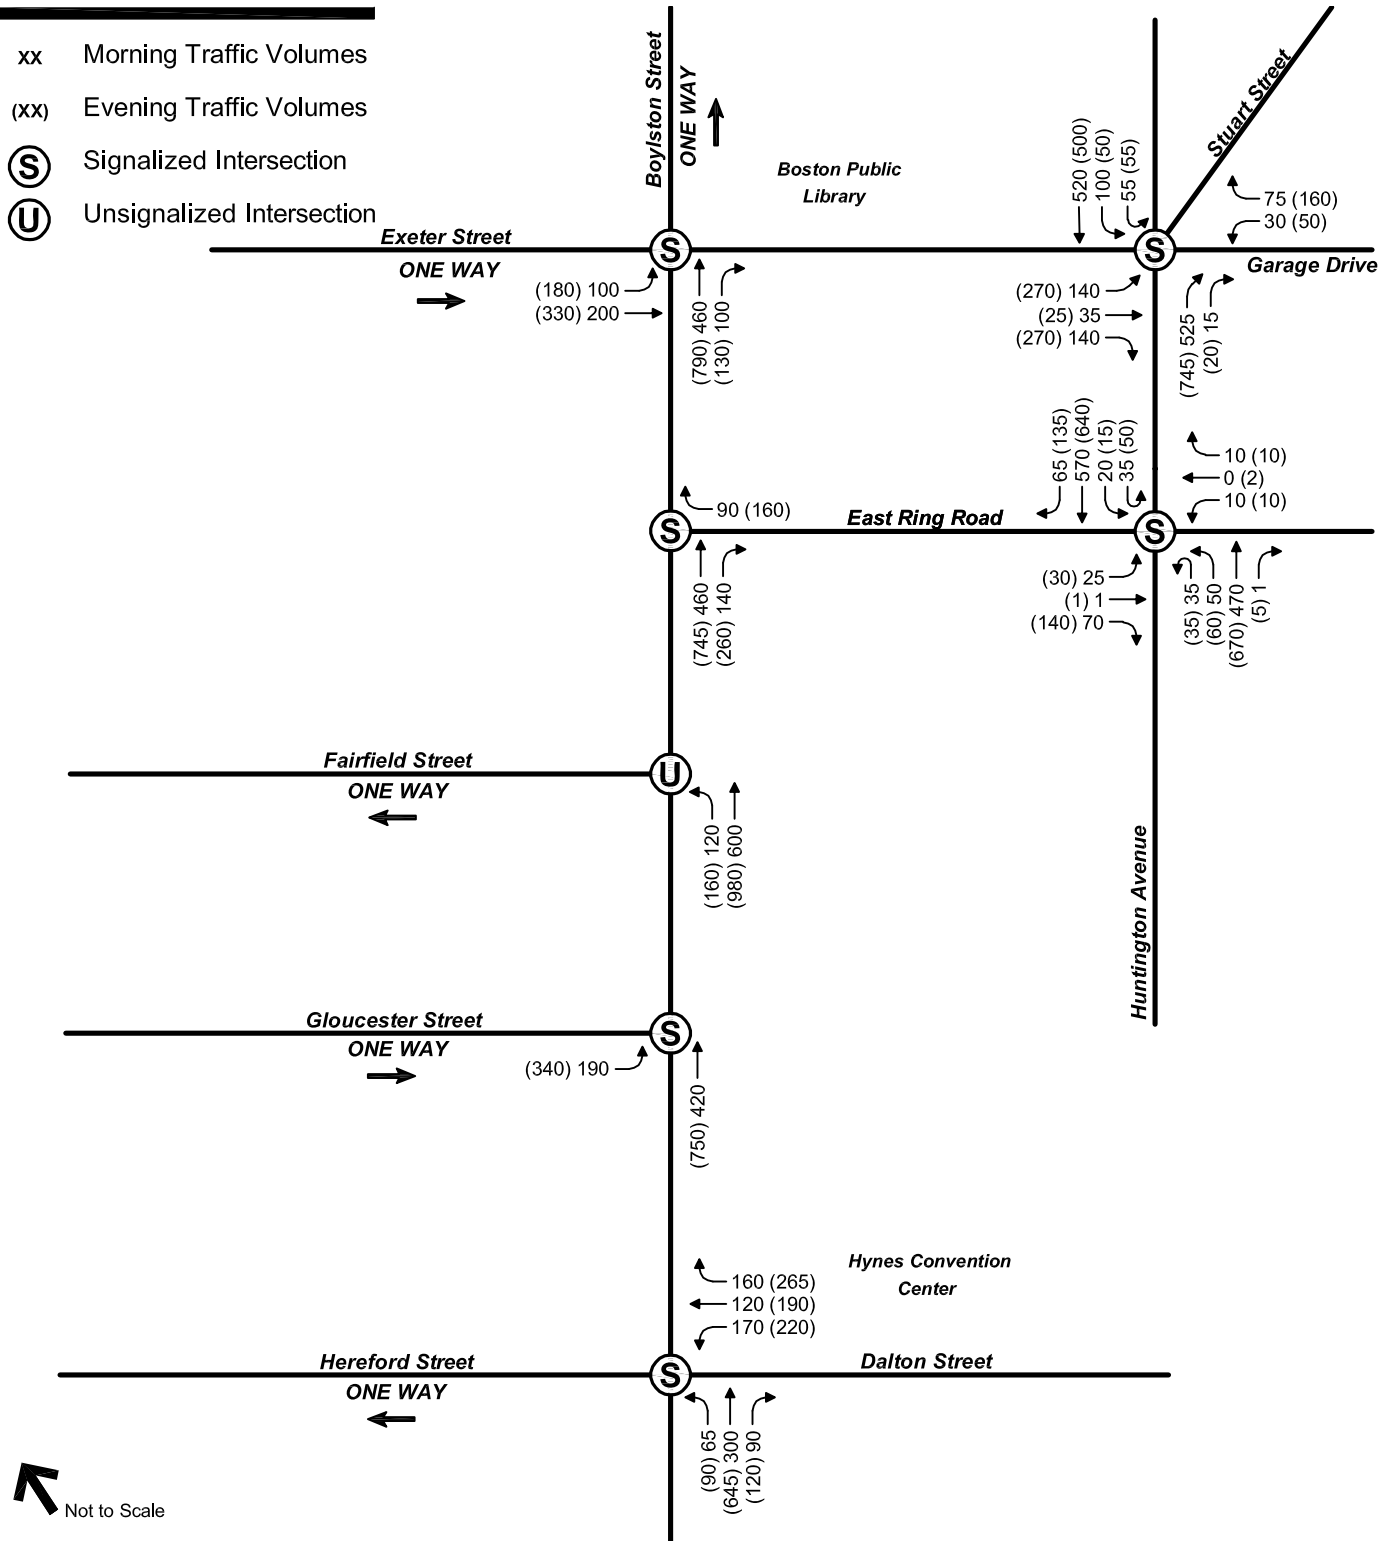 xx Morning Traffic Volumes
(XX) Evening Traffic Volumes
S Signalized Intersection
U Unsignalized Intersection
Boylston Street
ONE WAY
Boston Public
Library
Stuart Street
520 (500)
100 (50)
55 (55)
75 (160)
30 (50)
Exeter Street
ONE WAY
S
S
Garage Drive
(180) 100
(330) 200
(790) 460
(130) 100
(270) 140
(25) 35
(270) 140
(745) 525
(20) 15
65 (135)
570 (640)
20 (15)
35 (50)
10 (10)
0 (2)
10 (10)
90 (160)
East Ring Road
S
S
(745) 460
(260) 140
(30) 25
(1) 1
(140) 70
(35) 35
(60) 50
(670) 470
(5) 1
Fairfield Street
ONE WAY
U
(160) 120
(980) 600
Huntington Avenue
Gloucester Street
ONE WAY
S
(340) 190
(750) 420
Hynes Convention
Center
160 (265)
120 (190)
170 (220)
Hereford Street
ONE WAY
S
Dalton Street
(90) 65
(645) 300
(120) 90
Not to Scale